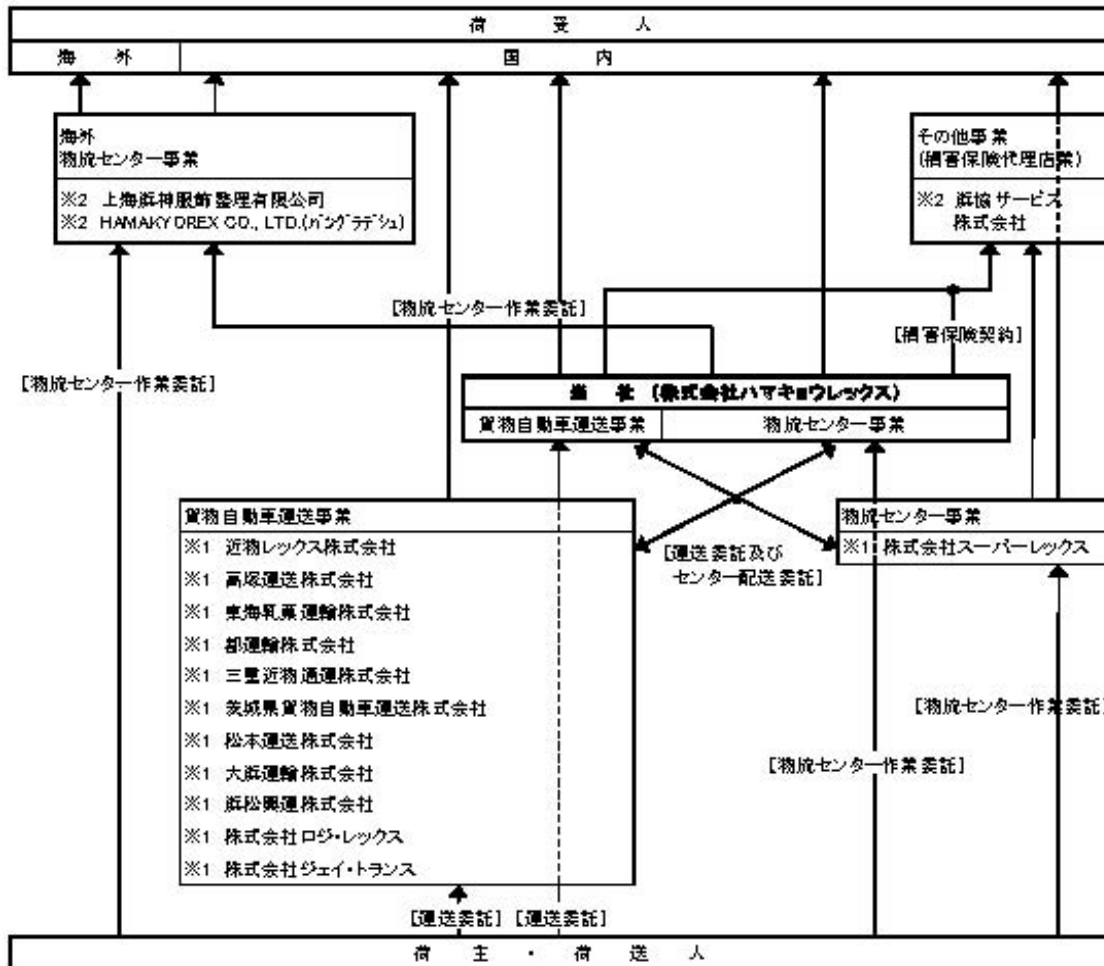 荷 受 人
海 外
国 内
海外
物流センター事業
※2 上海浜神服飾整理有限公司
※2 HAMAKYOREX CO., LTD.(バングラデシュ)
その他事業
(損害保険代理店業)
※2 浜協サービス
株式会社
[物流センター作業委託]
[損害保険契約]
[物流センター作業委託]
当 社 (株式会社ハマキョウレックス)
貨物自動車運送事業
物流センター事業
貨物自動車運送事業
※1 近物レックス株式会社
※1 高塚運送株式会社
※1 東海乳菓運輸株式会社
※1 都運輸株式会社
※1 三重近物通運株式会社
※1 茨城県貨物自動車運送株式会社
※1 松本運送株式会社
※1 大浜運輸株式会社
※1 浜松興運株式会社
※1 株式会社ロジ・レックス
※1 株式会社ジェイ・トランス
[運送委託及び
センター配送委託]
物流センター事業
※1 株式会社スーパーレックス
[物流センター作業委託]
[物流センター作業委託]
[運送委託] [運送委託]
荷 主 ・ 荷 送 人